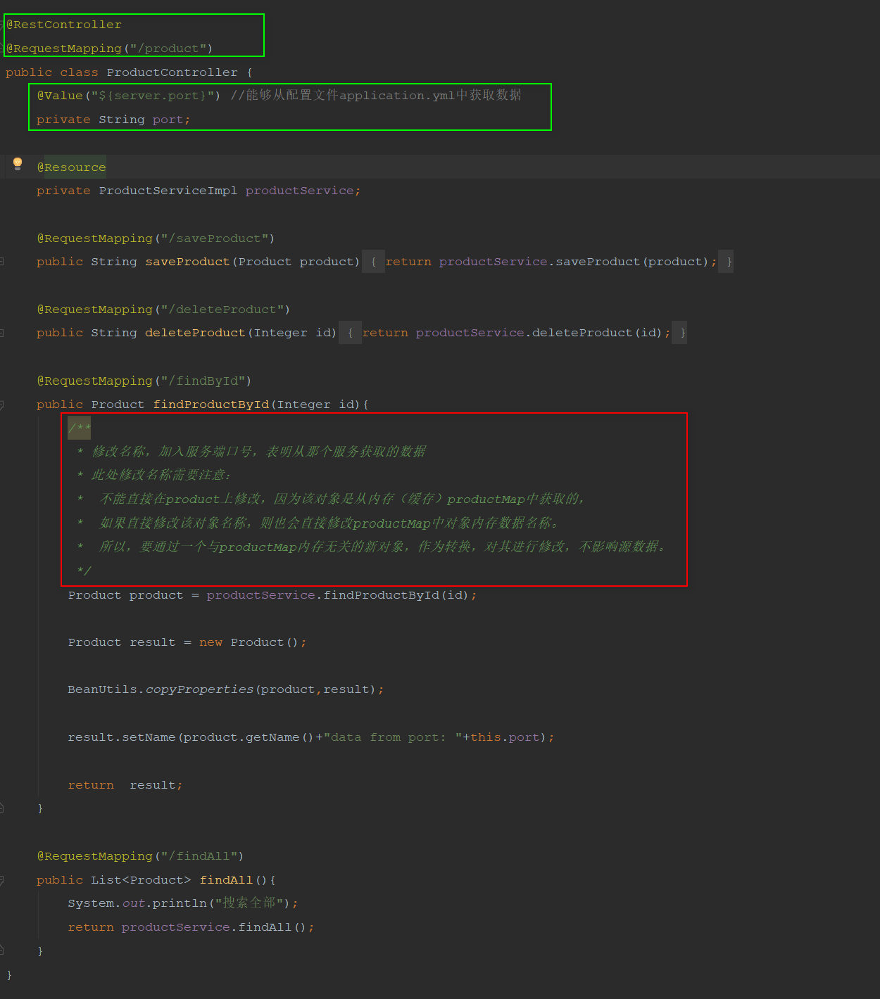 @RestController
@RequestMapping("/product")
public class ProductController {
@Value("${server.port}") //能够从配置文件application.yml中获取数据
private String port;
@Resource
private ProductServiceImpl productService;
@RequestMapping("/saveProduct")
public String saveProduct(Product product) { return productService.saveProduct(product); }
@RequestMapping("/deleteProduct")
public String deleteProduct(Integer id) { return productService.deleteProduct(id); }
@RequestMapping("/findById")
public Product findProductById(Integer id){
/**
* 修改名称，加入服务端口号，表明从那个服务获取的数据
* 此处修改名称需要注意：
* 不能直接在product上修改，因为该对象是从内存（缓存）productMap中获取的，
* 如果直接修改该对象名称，则也会直接修改productMap中对象内存数据名称。
* 所以，要通过一个与productMap内存无关的新对象，作为转换，对其进行修改，不影响源数据。
*/
Product product = productService.findProductById(id);
Product result = new Product();
BeanUtils.copyProperties(product,result);
result.setName(product.getName()+"data from port: "+this.port);
return  result;
}
@RequestMapping("/findAll")
public List<Product> findAll(){
System.out.println("搜索全部");
return productService.findAll();
}
}